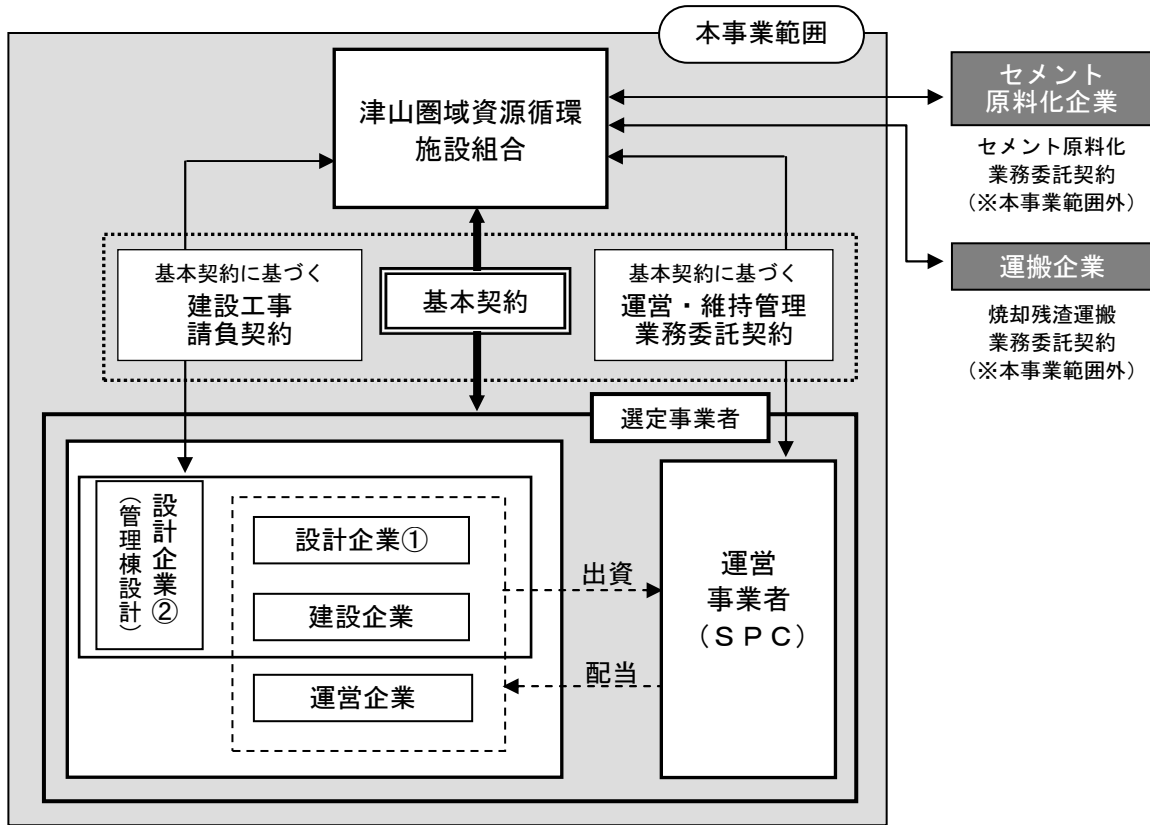 本事業範囲
津山圏域資源循環
施設組合
セメント
原料化企業
セメント原料化
業務委託契約
（※本事業範囲外）
運搬企業
焼却残渣運搬
業務委託契約
（※本事業範囲外）
基本契約に基づく
建設工事
請負契約
基本契約
基本契約に基づく
運営・維持管理
業務委託契約
選定事業者
設計企業②
（管理棟設計）
設計企業①
建設企業
運営企業
出資
配当
運営
事業者
（ＳＰＣ）